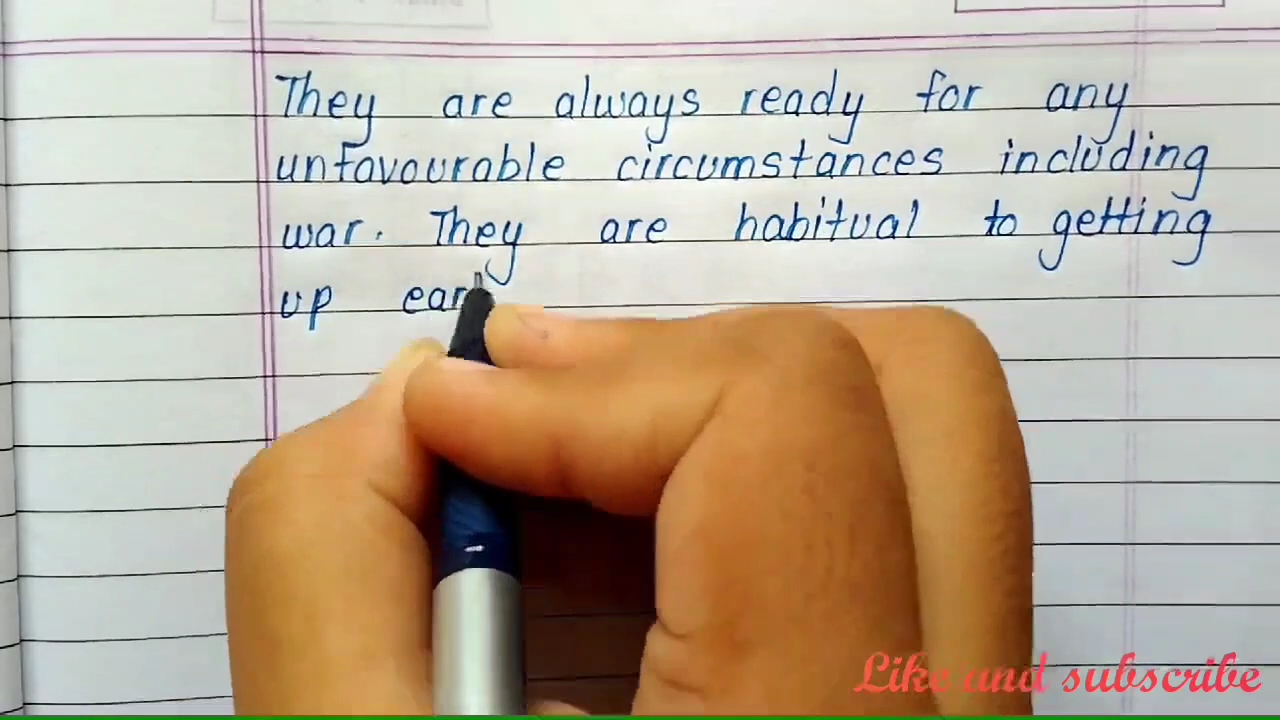 They are always ready for any
unfavourable circumstances including
war. They are habitual to getting
up ear
Like and subscribe